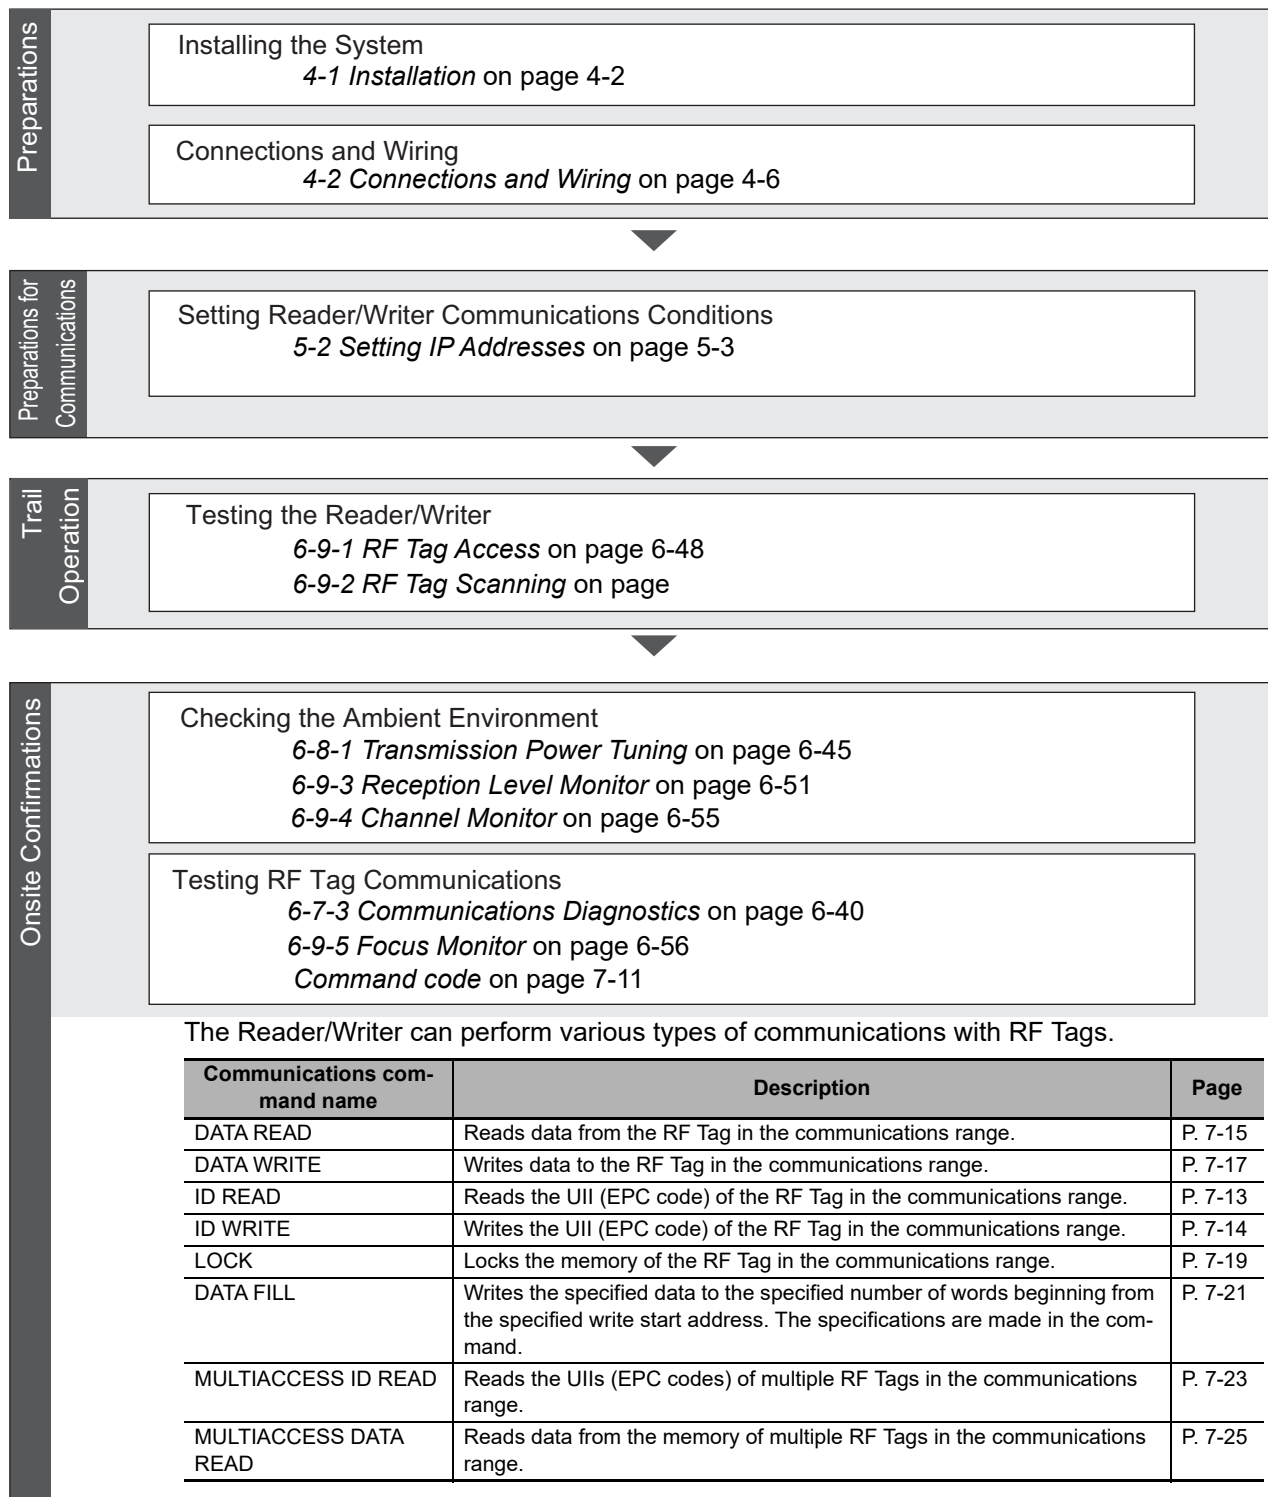 Preparations
Installing the System
4-1 Installation on page 4-2
Connections and Wiring
4-2 Connections and Wiring on page 4-6
Preparations for
Communications
Setting Reader/Writer Communications Conditions
5-2 Setting IP Addresses on page 5-3
Trail
Operation
Testing the Reader/Writer
6-9-1 RF Tag Access on page 6-48
6-9-2 RF Tag Scanning on page
Onsite Confirmations
Checking the Ambient Environment
6-8-1 Transmission Power Tuning on page 6-45
6-9-3 Reception Level Monitor on page 6-51
6-9-4 Channel Monitor on page 6-55
Testing RF Tag Communications
6-7-3 Communications Diagnostics on page 6-40
6-9-5 Focus Monitor on page 6-56
Command code on page 7-11
The Reader/Writer can perform various types of communications with RF Tags.
Communications com-
mand name
Description
Page
DATA READ
Reads data from the RF Tag in the communications range.
P. 7-15
DATA WRITE
Writes data to the RF Tag in the communications range.
P. 7-17
ID READ
Reads the UII (EPC code) of the RF Tag in the communications range.
P. 7-13
ID WRITE
Writes the UII (EPC code) of the RF Tag in the communications range.
P. 7-14
LOCK
Locks the memory of the RF Tag in the communications range.
P. 7-19
DATA FILL
Writes the specified data to the specified number of words beginning from
the specified write start address. The specifications are made in the com-
mand.
P. 7-21
MULTIACCESS ID READ
Reads the UIIs (EPC codes) of multiple RF Tags in the communications
range.
P. 7-23
MULTIACCESS DATA
READ
Reads data from the memory of multiple RF Tags in the communications
range.
P. 7-25